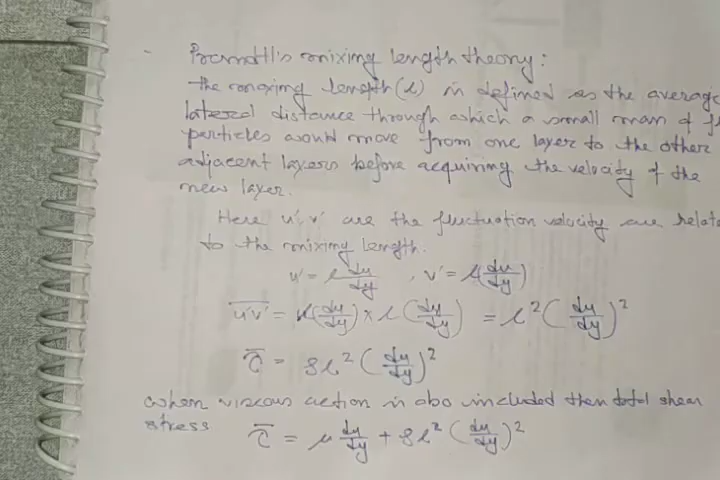 Prandtl's mixing length theory:
The mixing length (l) is defined as the average
lateral distance through which a small mass of fl
particles would move from one layer to the other
adjacent layers before acquiring the velocity of the
new layer.
Here u', v' are the fluctuation velocity are relate
to the mixing length.
u' = l du/dy , v' = l(du/dy)
u'v' = l(du/dy) × l(du/dy) = l²(du/dy)²
τ̅ = ρl²(du/dy)²
When viscous action is also included then total shear
stress τ̅ = μ du/dy + ρl²(du/dy)²